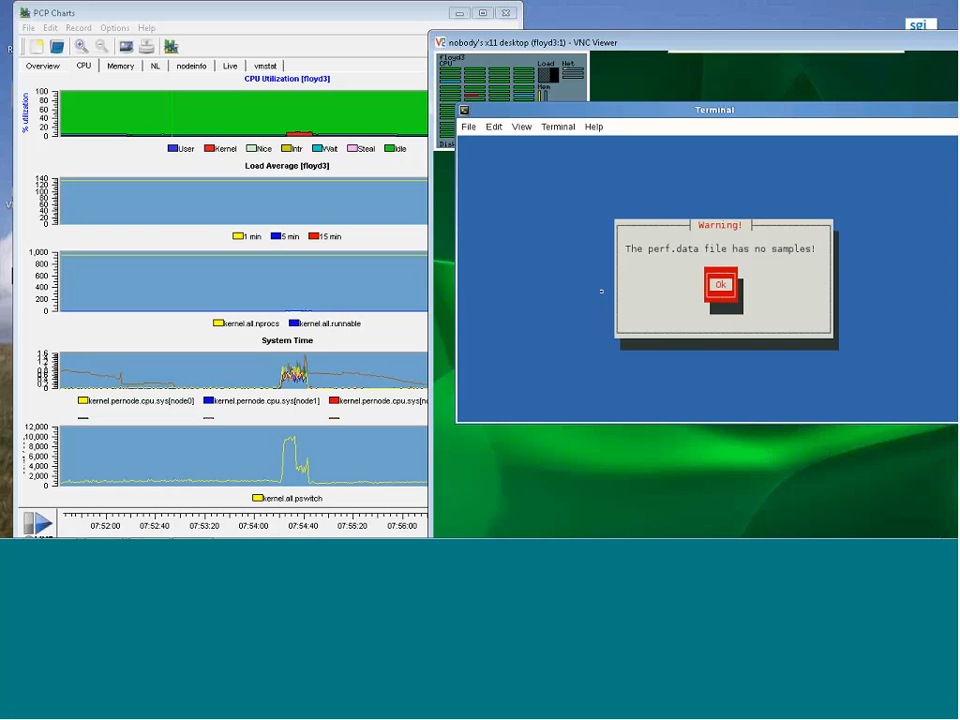 PCP Charts
File Edit Record Options Help
Overview CPU Memory NL nodeinfo Live vmstat
CPU Utilization [floyd3]
% utilization
100
80
60
40
20
0
User Kernel Nice Intr Wait Steal Idle
Load Average [floyd3]
140
120
100
80
60
40
20
0
1 min 5 min 15 min
1,000
800
600
400
200
0
kernel.all.nprocs kernel.all.runnable
System Time
1.6
0
kernel.pernode.cpu.sys[node0] kernel.pernode.cpu.sys[node1] kernel.pernode.cpu.sys[n
12,000
10,000
8,000
6,000
4,000
2,000
0
kernel.all.pswitch
07:52:00 07:52:40 07:53:20 07:54:00 07:54:40 07:55:20 07:56:00
sgi
nobody's x11 desktop (floyd3:1) - VNC Viewer
floyd3
CPU Load Net
Mem
Terminal
File Edit View Terminal Help
Warning!
The perf.data file has no samples!
Ok